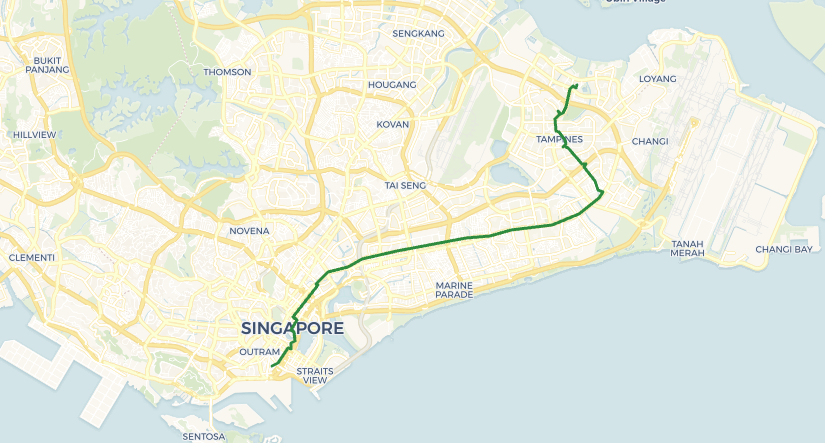 Ubin Village
SENGKANG
BUKIT
PANJANG
THOMSON
LOYANG
HOUGANG
KOVAN
HILLVIEW
TAMPINES
CHANGI
TAI SENG
NOVENA
TANAH
MERAH
CHANGI BAY
CLEMENTI
MARINE
PARADE
SINGAPORE
OUTRAM
STRAITS
VIEW
SENTOSA